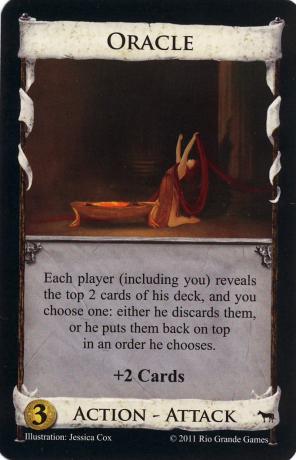 ORACLE
Each player (including you) reveals
the top 2 cards of his deck, and you
choose one: either he discards them,
or he puts them back on top
in an order he chooses.
+2 Cards
3 ACTION - ATTACK
Illustration: Jessica Cox © 2011 Rio Grande Games